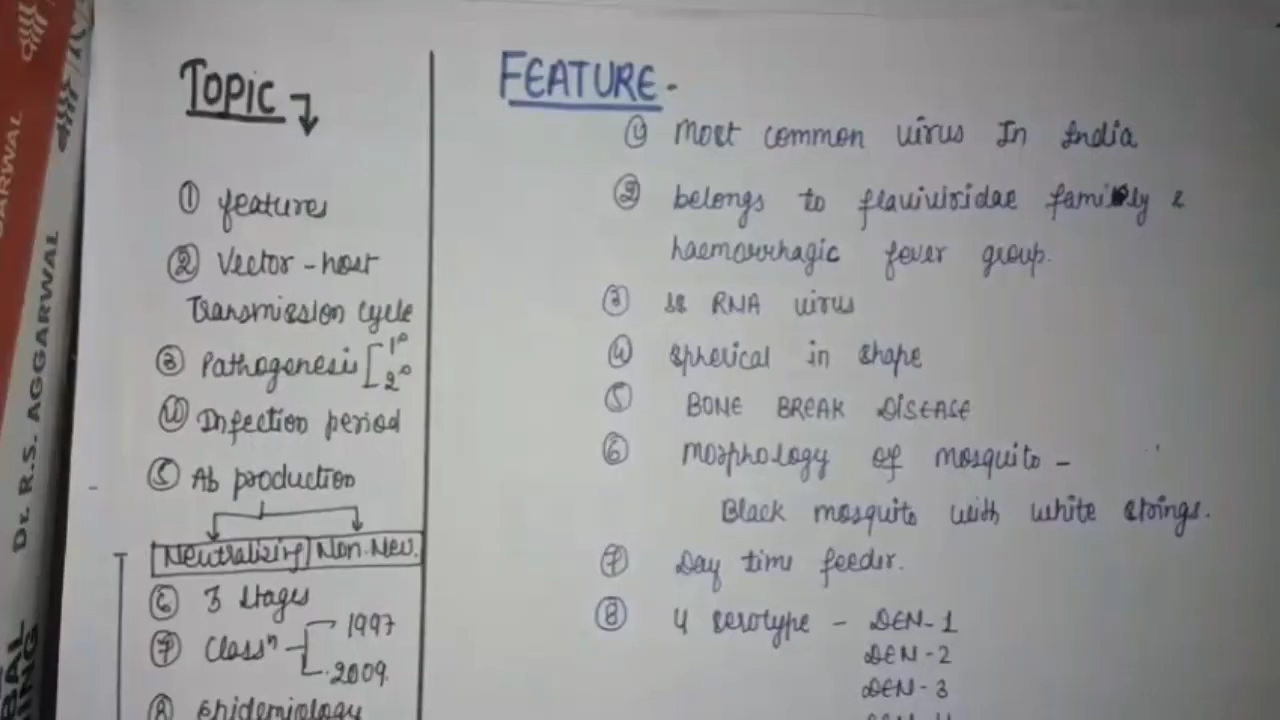 TOPIC
① features
② Vector-host
Transmission cycle
③ Pathogenesis [ 1°
2°
④ Infection period
⑤ Ab production
Neutralizing Non-Neu.
⑥ 3 stages
⑦ Classⁿ 1997
2009
⑧ Epidemiology
FEATURE -
① Most common virus In India
② belongs to flaviviridae family &
haemorrhagic fever group.
③ ss RNA virus
④ Spherical in shape
⑤ BONE BREAK DISEASE
⑥ Morphology of mosquito -
Black mosquito with white strings.
⑦ Day time feeder.
⑧ 4 serotype - DEN-1
DEN-2
DEN-3
DR. R.S. AGGARWAL